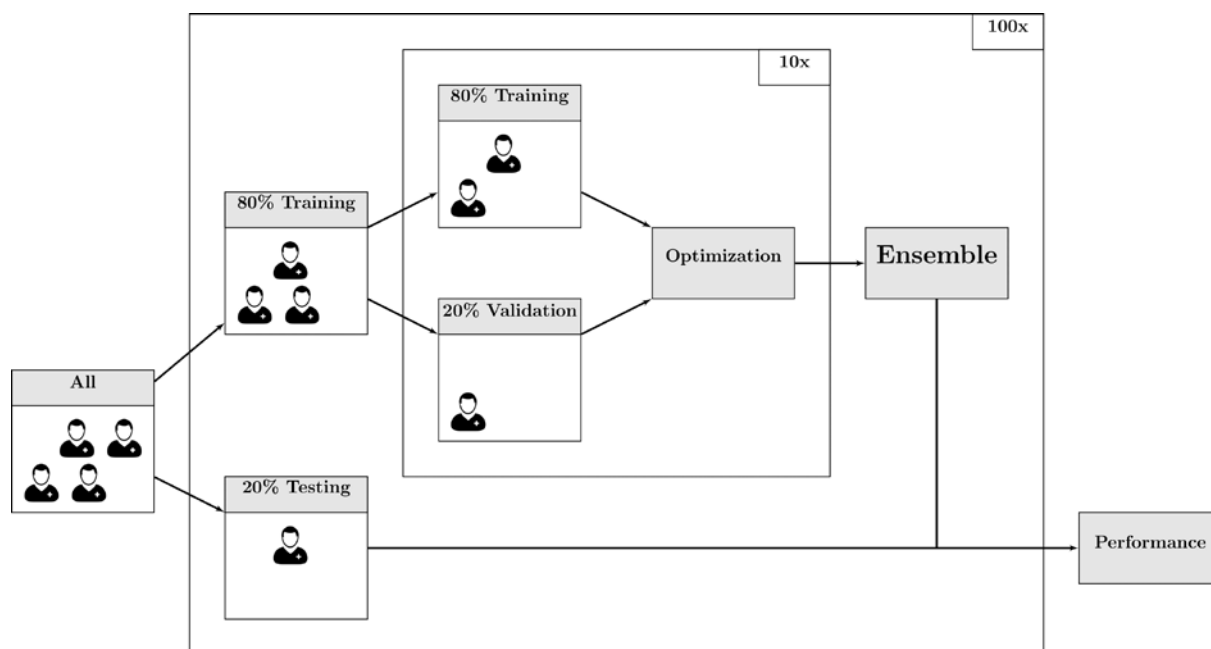 100x
10x
80% Training
80% Training
Optimization
Ensemble
20% Validation
All
20% Testing
Performance